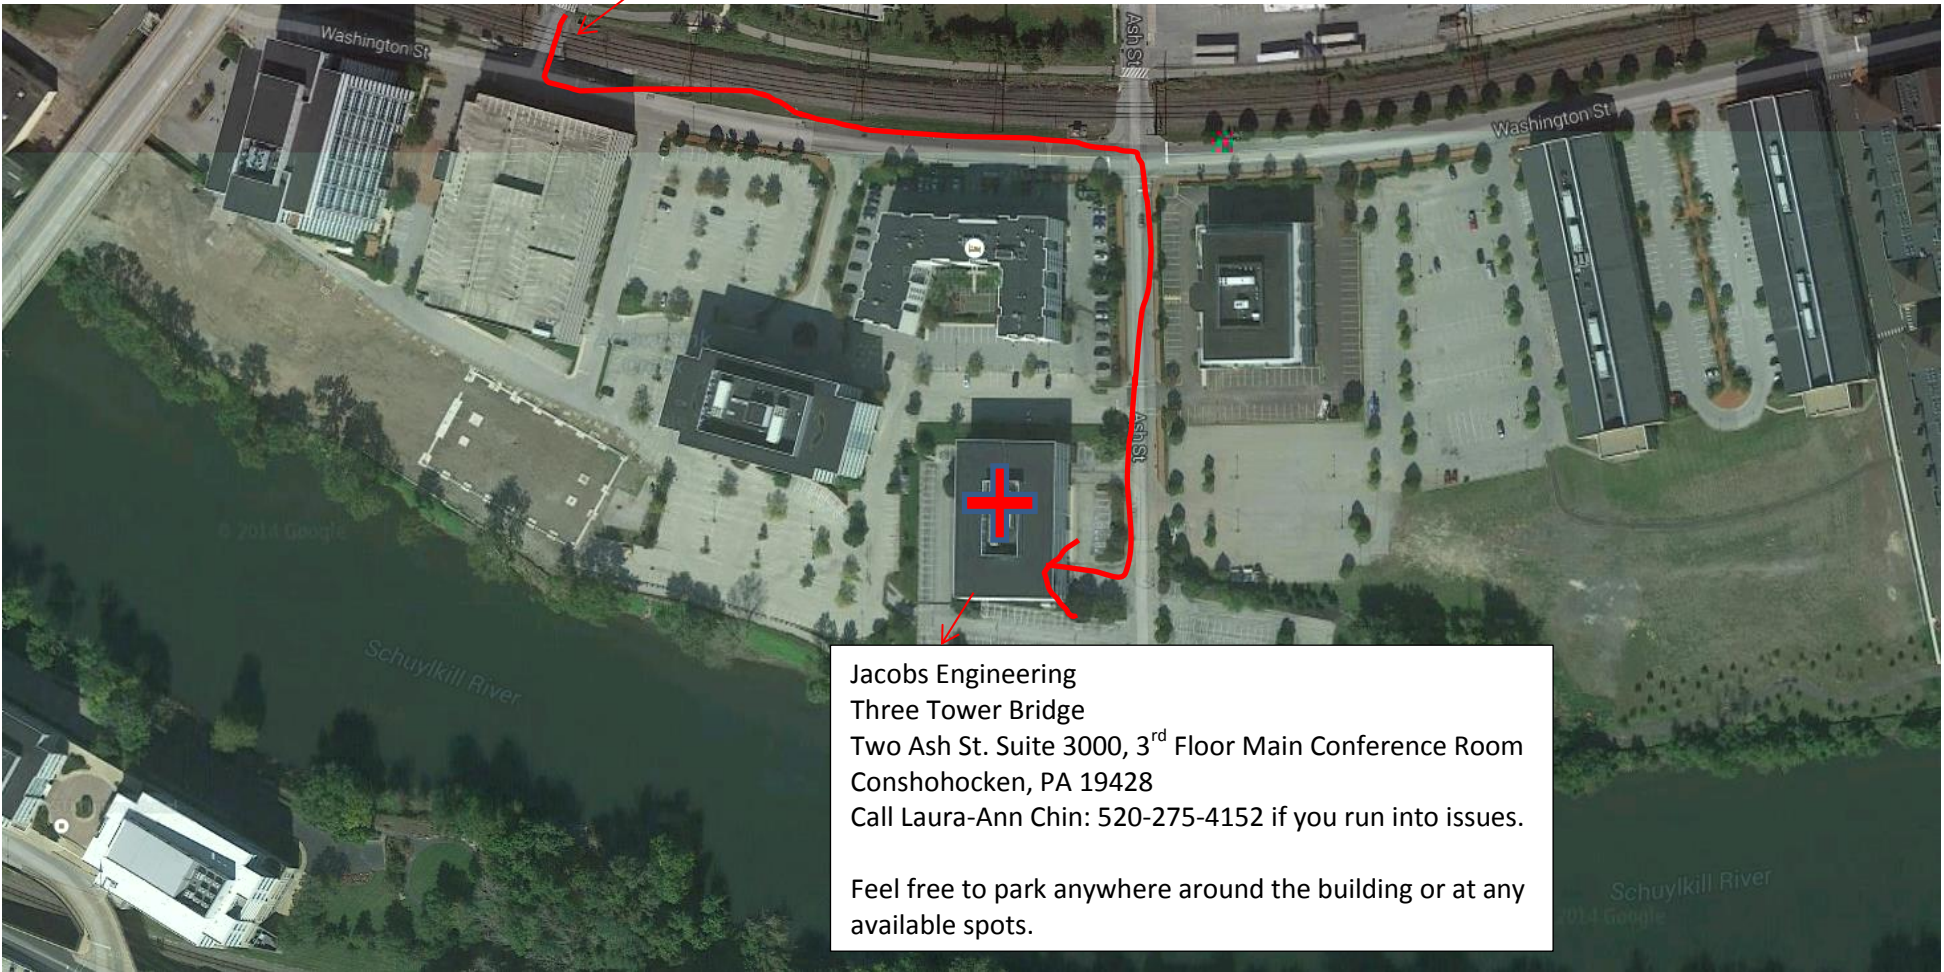 Washington St
Ash St
Washington St
Ash St
© 2014 Google
Schuylkill River
Jacobs Engineering
Three Tower Bridge
Two Ash St. Suite 3000, 3rd Floor Main Conference Room
Conshohocken, PA 19428
Call Laura-Ann Chin: 520-275-4152 if you run into issues.
Feel free to park anywhere around the building or at any
available spots.
Schuylkill River
2014 Google